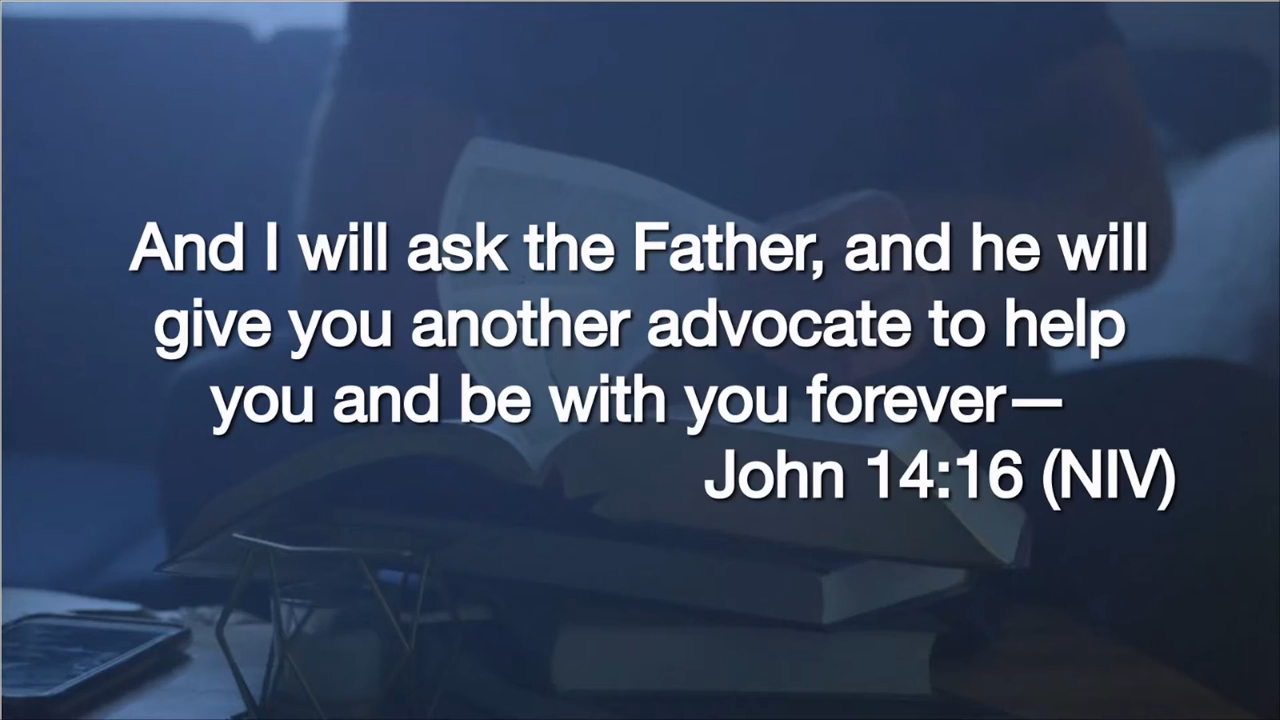 And I will ask the Father, and he will
give you another advocate to help
you and be with you forever—
John 14:16 (NIV)